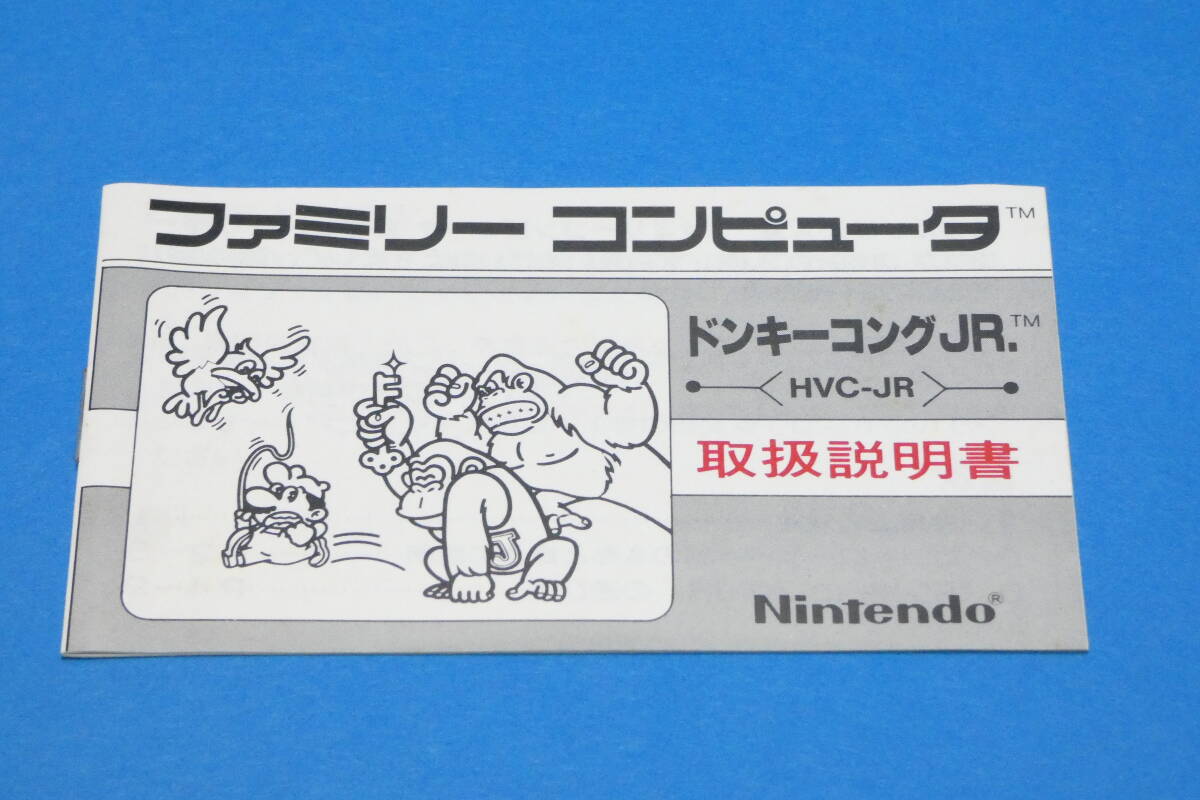 ファミリー コンピュータ™
ドンキーコングJR.™
HVC-JR
取扱説明書
J
Nintendo®